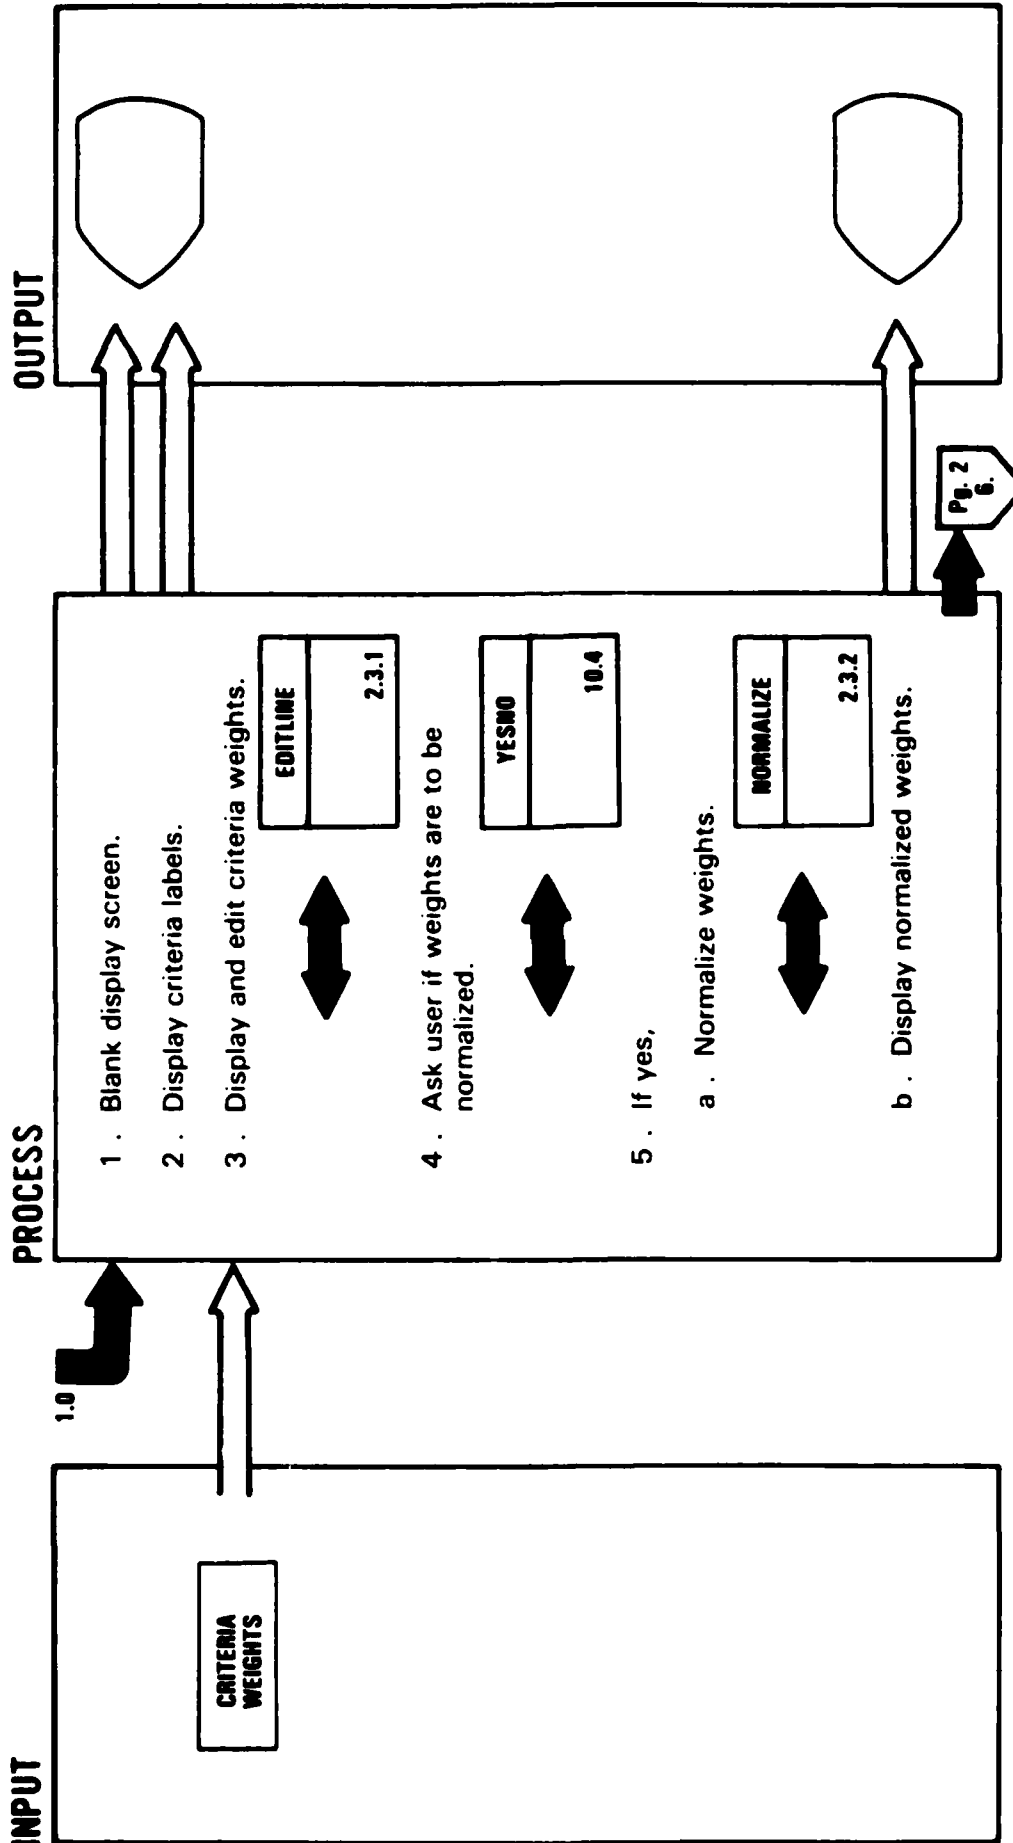 INPUT
CRITERIA
WEIGHTS
1.0
PROCESS
1. Blank display screen.
2. Display criteria labels.
3. Display and edit criteria weights.
EDITLINE
2.3.1
4. Ask user if weights are to be
normalized.
YESNO
10.4
5. If yes,
a. Normalize weights.
NORMALIZE
2.3.2
b. Display normalized weights.
OUTPUT
Pg. 2
6.